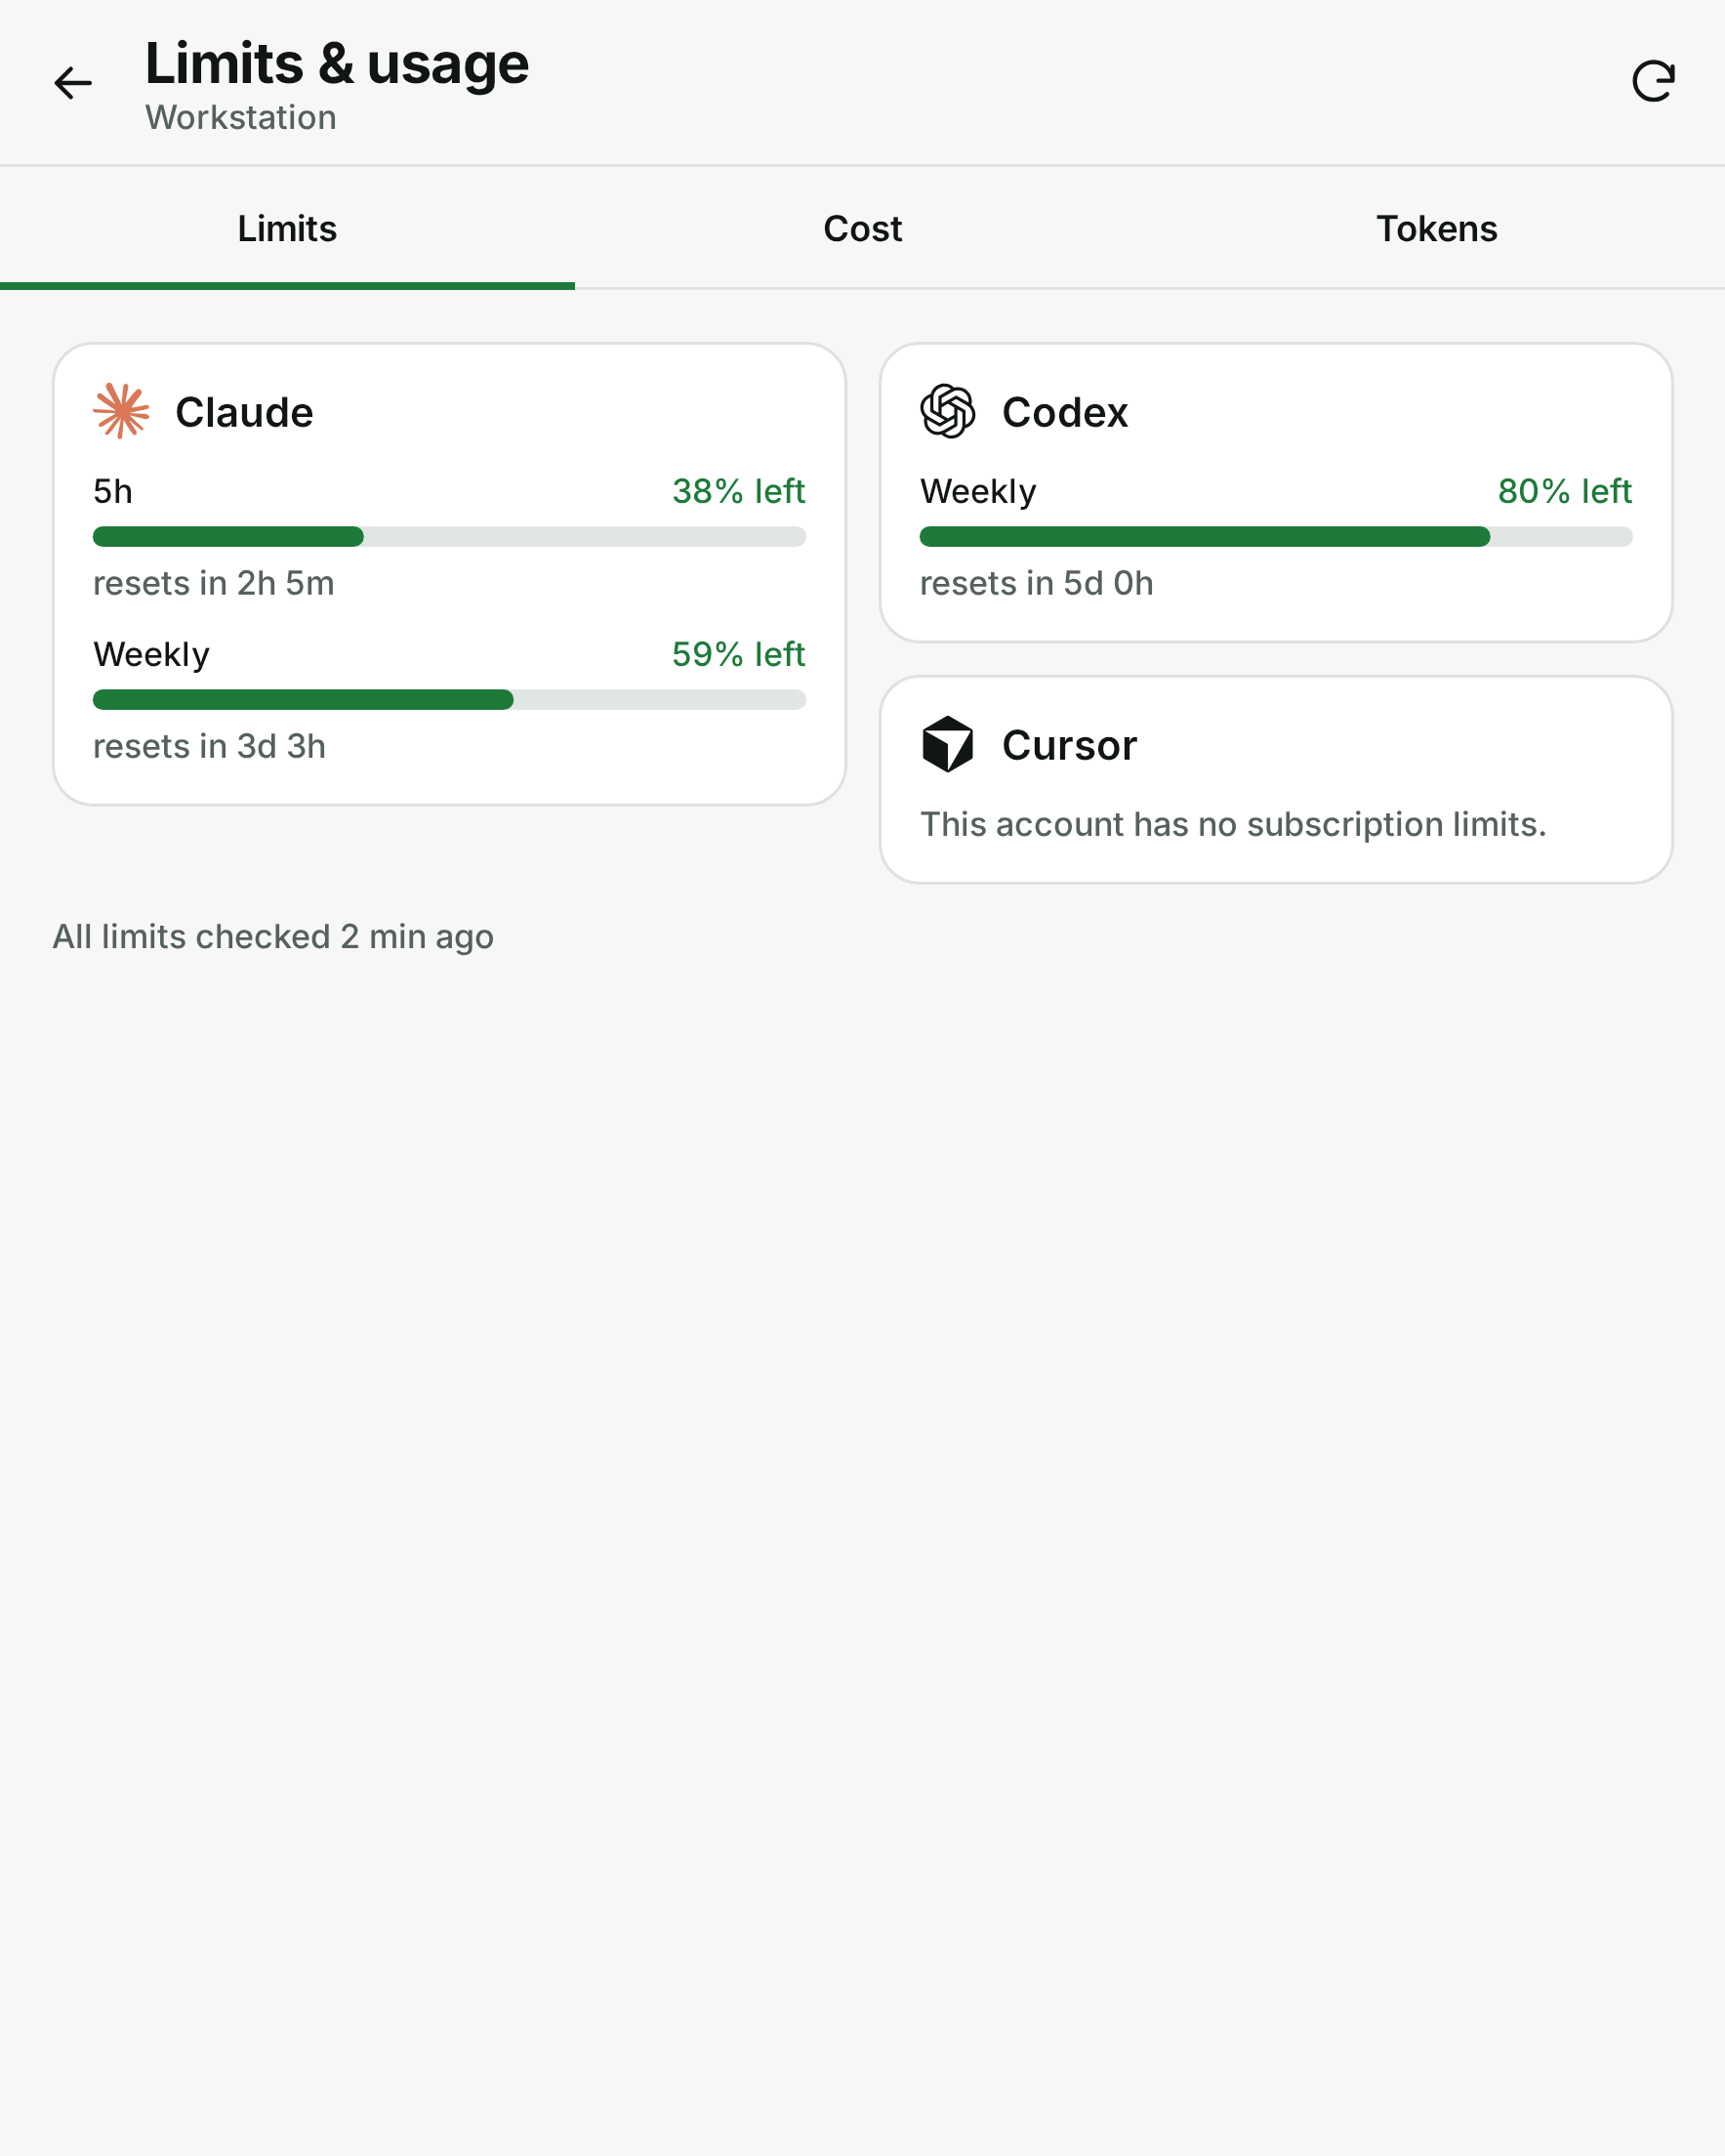 Limits & usage
Workstation
Limits
Cost
Tokens
Claude
5h
38% left
resets in 2h 5m
Weekly
59% left
resets in 3d 3h
Codex
Weekly
80% left
resets in 5d 0h
Cursor
This account has no subscription limits.
All limits checked 2 min ago